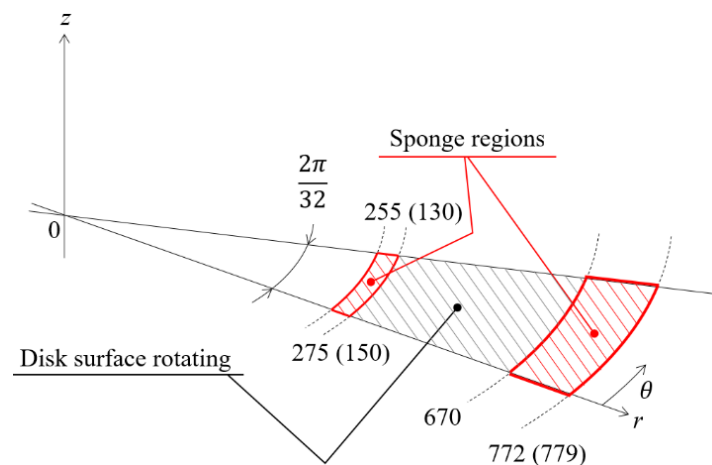 z
Sponge regions
2π
32
255 (130)
0
275 (150)
Disk surface rotating
670
θ
r
772 (779)